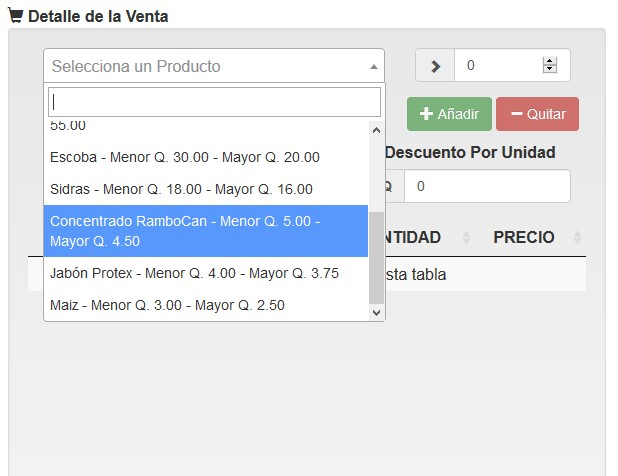 Detalle de la Venta
Selecciona un Producto
0
55.00
Añadir
Quitar
Escoba - Menor Q. 30.00 - Mayor Q. 20.00
Descuento Por Unidad
Sidras - Menor Q. 18.00 - Mayor Q. 16.00
0
Concentrado RamboCan - Menor Q. 5.00 -
Mayor Q. 4.50
NTIDAD
PRECIO
Jabón Protex - Menor Q. 4.00 - Mayor Q. 3.75
sta tabla
Maiz - Menor Q. 3.00 - Mayor Q. 2.50